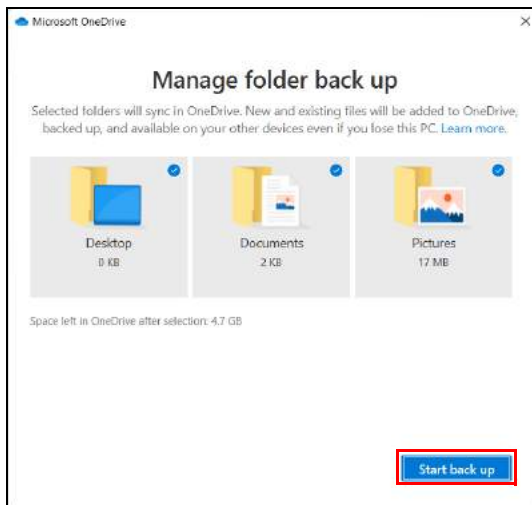 Microsoft OneDrive
Manage folder back up
Selected folders will sync in OneDrive. New and existing files will be added to OneDrive,
backed up, and available on your other devices even if you lose this PC. Learn more.
Desktop
0 KB
Documents
2 KB
Pictures
17 MB
Space left in OneDrive after selection: 4.7 GB
Start back up